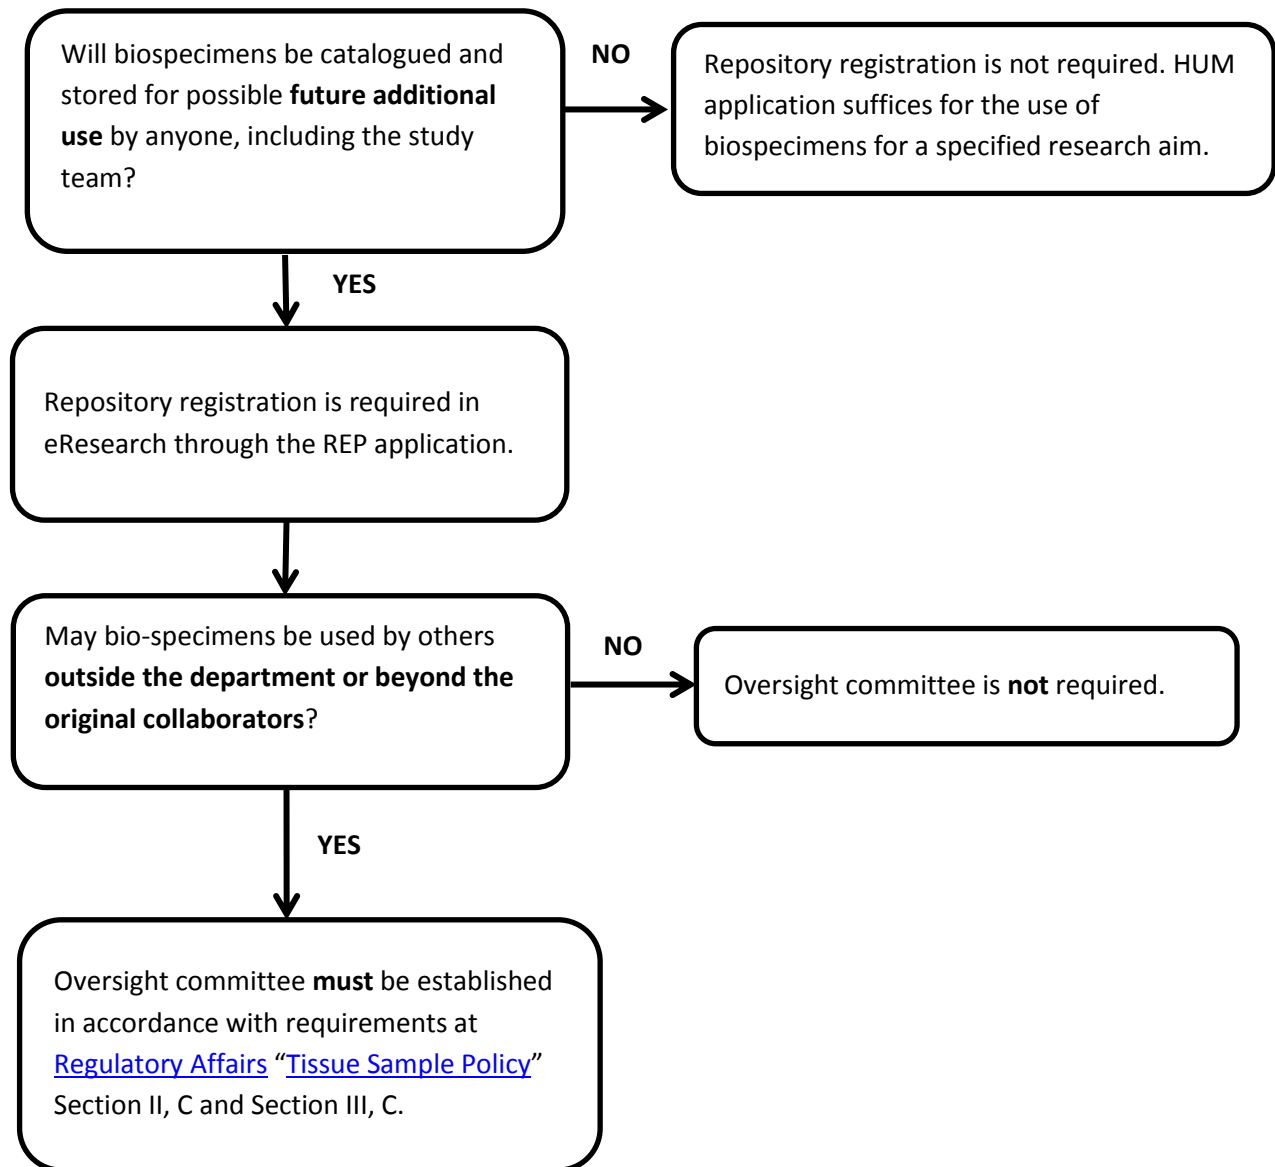 Will biospecimens be catalogued and
stored for possible future additional
use by anyone, including the study
team?
NO
Repository registration is not required. HUM
application suffices for the use of
biospecimens for a specified research aim.
YES
Repository registration is required in
eResearch through the REP application.
May bio-specimens be used by others
outside the department or beyond the
original collaborators?
NO
Oversight committee is not required.
YES
Oversight committee must be established
in accordance with requirements at
Regulatory Affairs “Tissue Sample Policy”
Section II, C and Section III, C.